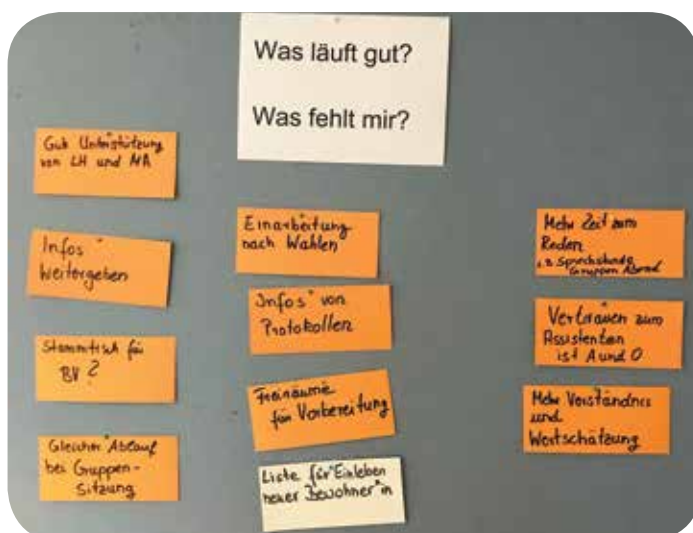 Was läuft gut?
Was fehlt mir?
Gute Unterstützung
von LH und MA
Infos
Weitergeben
Stammtisch für
BV?
Gleicher Ablauf
bei Gruppen-
Sitzung
Einarbeitung
nach Wahlen
Infos von
Protokollen
Freiräume
für Vorbereitung
Liste für Einleben
neuer Bewohner*in
Mehr Zeit zum
Reden
z.B Sprechstunde
Gruppen Abend
Vertrauen zum
Assistenten
ist A und O
Mehr Verständnis
und
Wertschätzung